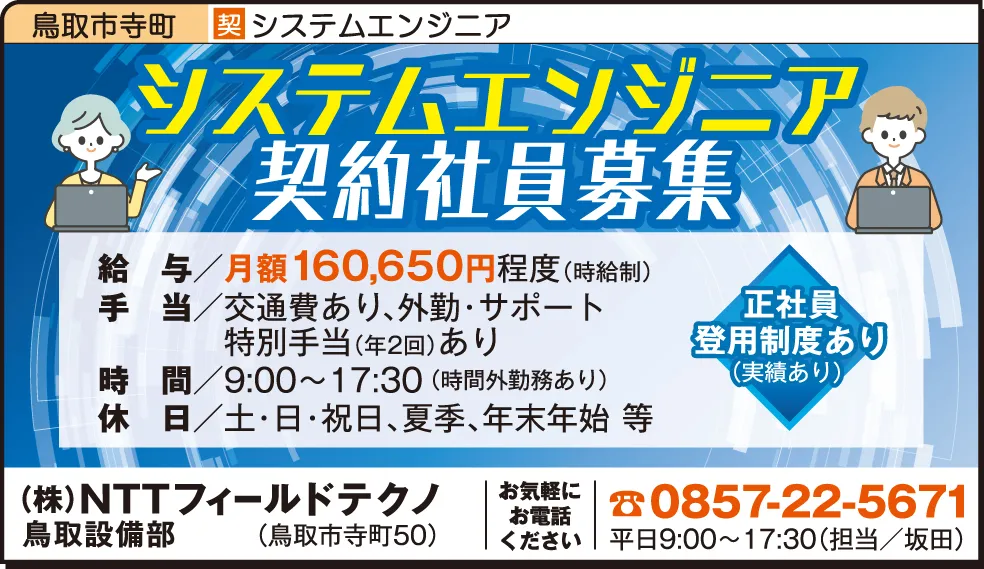 鳥取市寺町 契 システムエンジニア
システムエンジニア
契約社員募集
給 与／月額160,650円程度(時給制)
手 当／交通費あり、外勤・サポート
特別手当(年2回)あり
時 間／9:00〜17:30(時間外勤務あり)
休 日／土・日・祝日、夏季、年末年始 等
正社員
登用制度あり
(実績あり)
(株)NTTフィールドテクノ
鳥取設備部 (鳥取市寺町50)
お気軽に
お電話
ください
☎0857-22-5671
平日9:00〜17:30(担当／坂田)